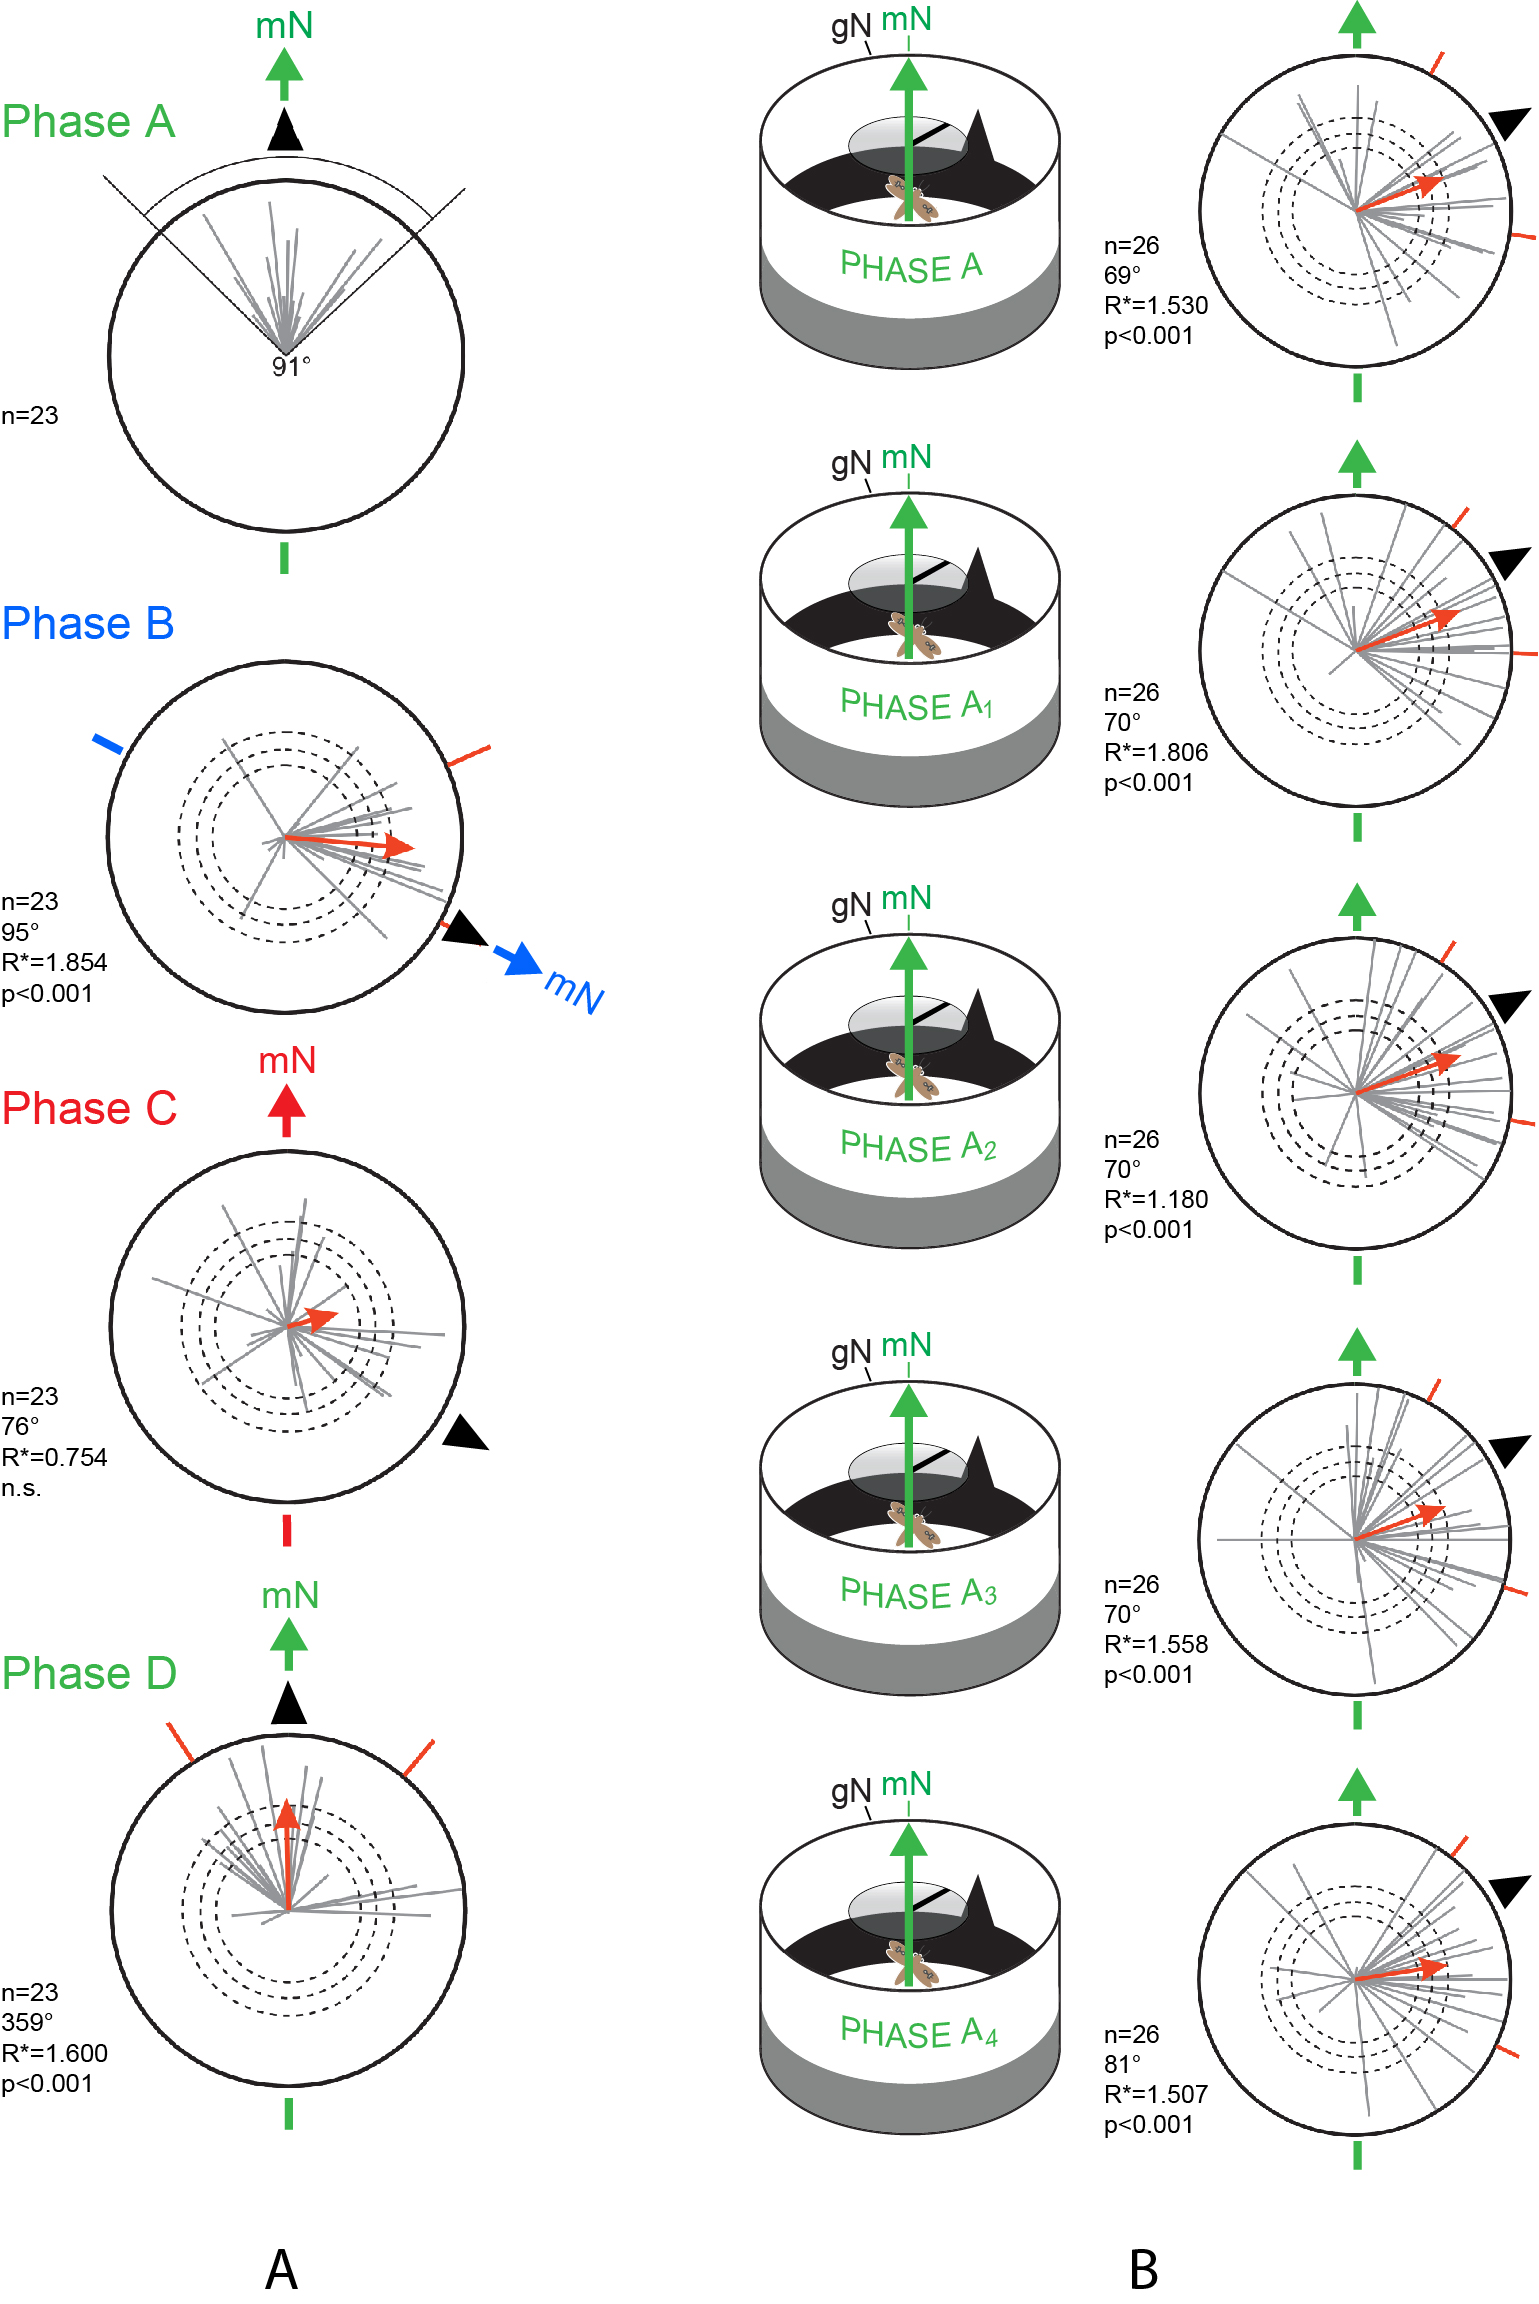 mN
Phase A
91°
n=23
Phase B
n=23
95°
R*=1.854
p<0.001
mN
mN
Phase C
n=23
76°
R*=0.754
n.s.
mN
Phase D
n=23
359°
R*=1.600
p<0.001
A
gN mN
PHASE A
n=26
69°
R*=1.530
p<0.001
gN mN
PHASE A1
n=26
70°
R*=1.806
p<0.001
gN mN
PHASE A2
n=26
70°
R*=1.180
p<0.001
gN mN
PHASE A3
n=26
70°
R*=1.558
p<0.001
gN mN
PHASE A4
n=26
81°
R*=1.507
p<0.001
B